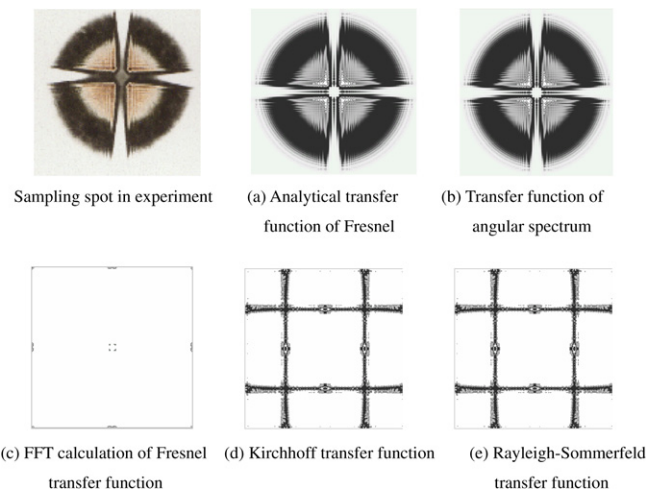 Sampling spot in experiment
(a) Analytical transfer
function of Fresnel
(b) Transfer function of
angular spectrum
(c) FFT calculation of Fresnel
transfer function
(d) Kirchhoff transfer function
(e) Rayleigh-Sommerfeld
transfer function